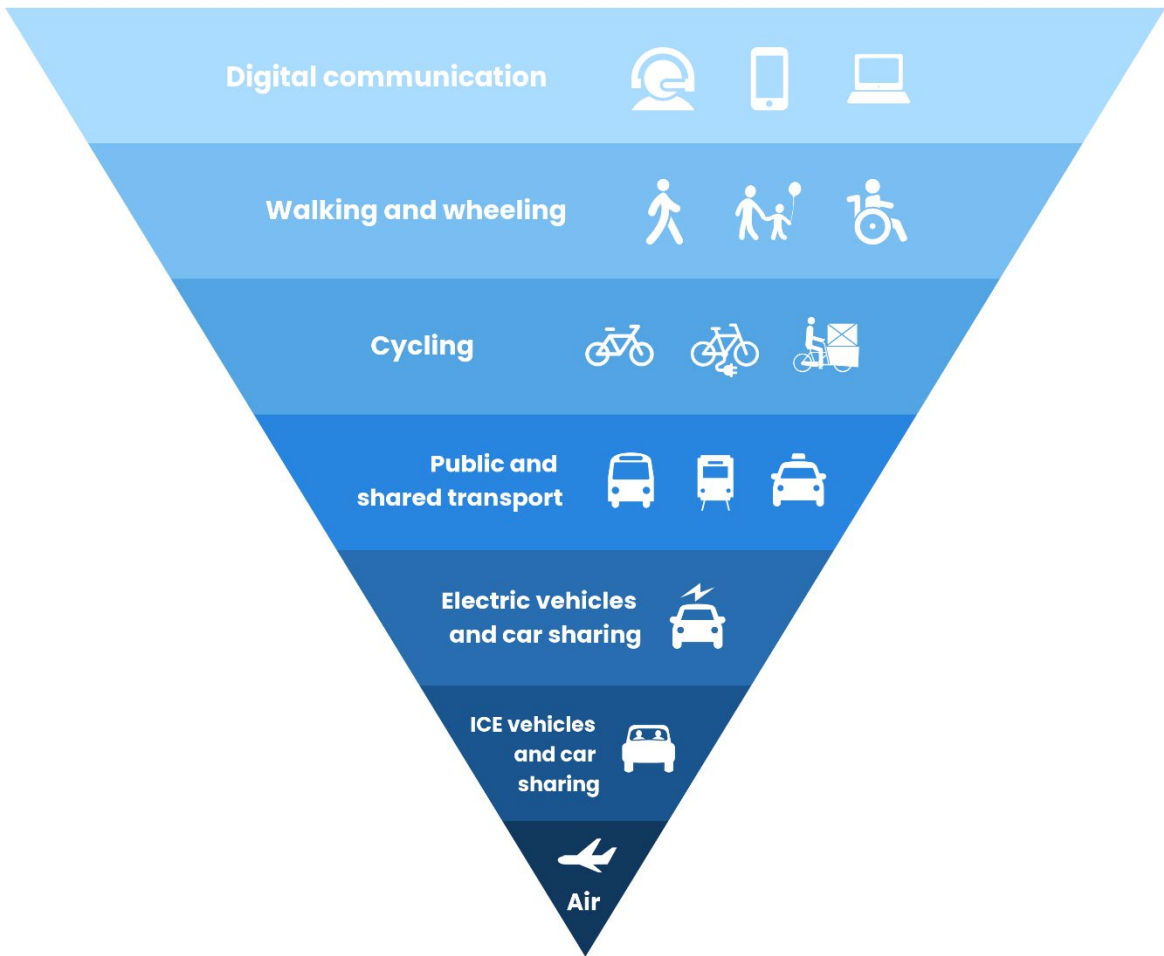 Digital communication
Walking and wheeling
Cycling
Public and
shared transport
Electric vehicles
and car sharing
ICE vehicles
and car
sharing
Air